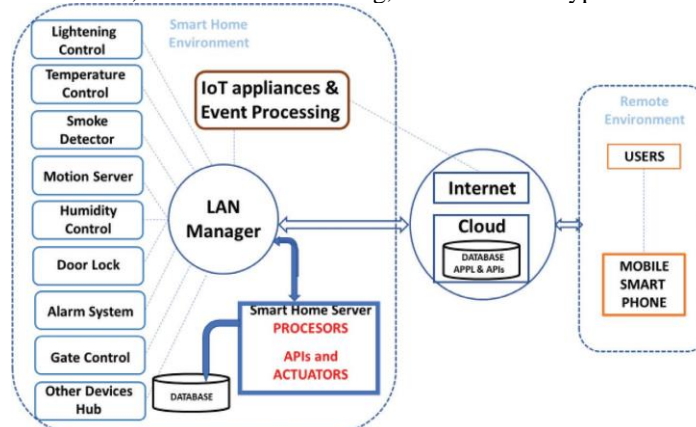 Smart Home
Environment
Lightening
Control
Temperature
Control
Smoke
Detector
Motion Server
Humidity
Control
Door Lock
Alarm System
Gate Control
Other Devices
Hub
IoT appliances &
Event Processing
LAN
Manager
Smart Home Server
PROCESORS
APIs and
ACTUATORS
DATABASE
Internet
Cloud
DATABASE
APPL & APIs
Remote
Environment
USERS
MOBILE
SMART
PHONE